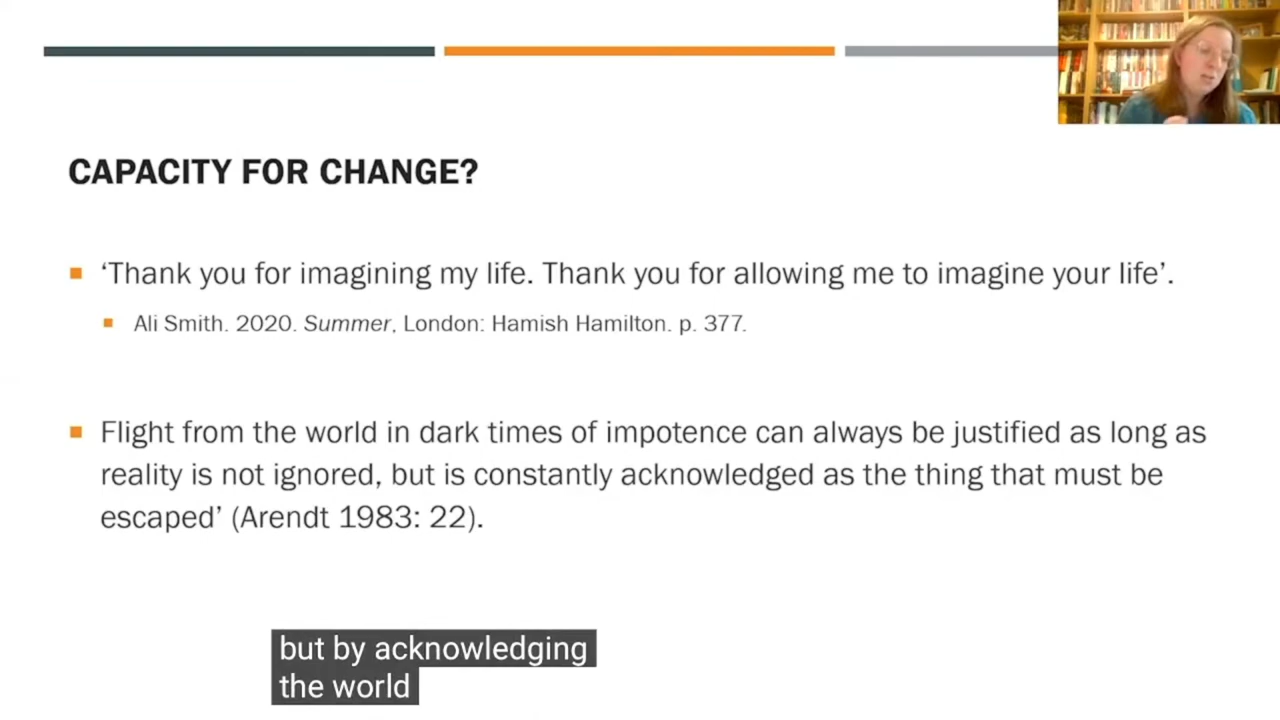 CAPACITY FOR CHANGE?
‘Thank you for imagining my life. Thank you for allowing me to imagine your life’.
Ali Smith. 2020. Summer, London: Hamish Hamilton. p. 377.
Flight from the world in dark times of impotence can always be justified as long as
reality is not ignored, but is constantly acknowledged as the thing that must be
escaped’ (Arendt 1983: 22).
but by acknowledging
the world